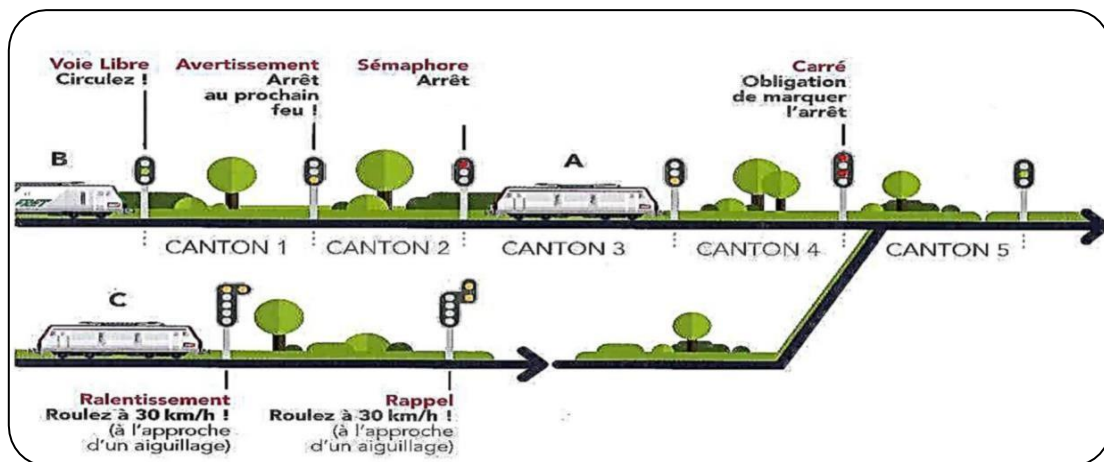 Voie Libre
Circulez !
Avertissement
Arrêt
au prochain
feu !
Sémaphore
Arrêt
Carré
Obligation
de marquer
l'arrêt
B
A
FRET
CANTON 1
CANTON 2
CANTON 3
CANTON 4
CANTON 5
C
Ralentissement
Roulez à 30 km/h !
(à l'approche
d'un aiguillage)
Rappel
Roulez à 30 km/h !
(à l'approche
d'un aiguillage)